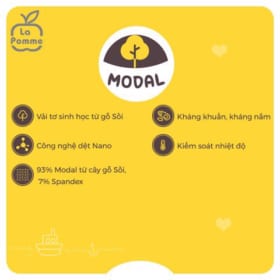 La
Pomme
MODAL
Vải tơ sinh học từ gỗ Sồi
Công nghệ dệt Nano
93% Modal từ cây gỗ Sồi,
7% Spandex
Kháng khuẩn, kháng nấm
Kiểm soát nhiệt độ